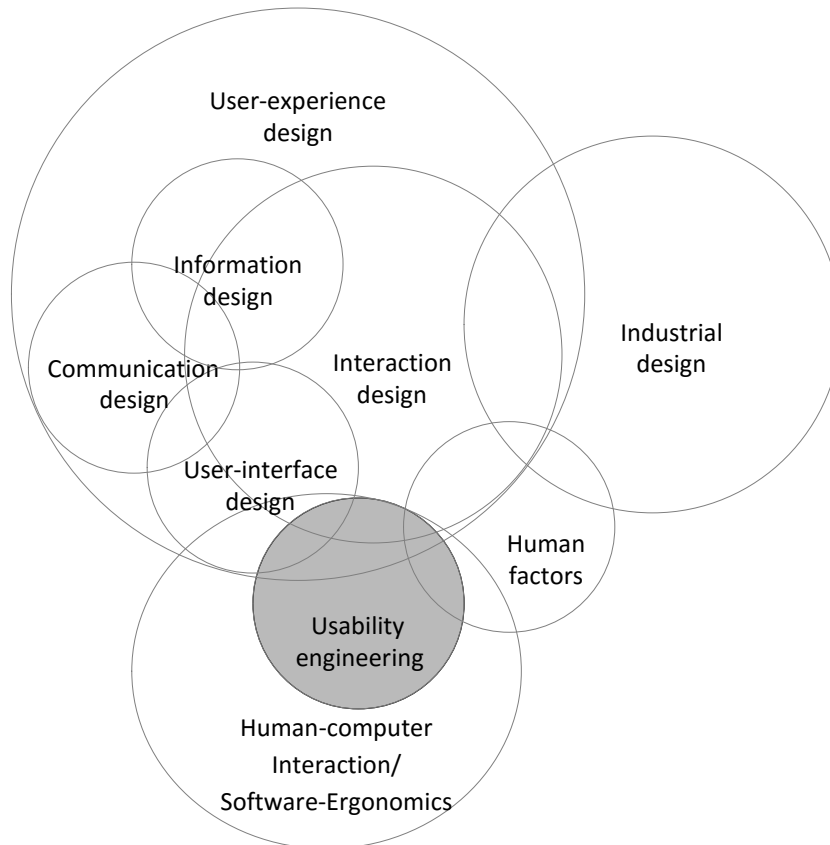 User-experience
design
Information
design
Communication
design
Interaction
design
Industrial
design
User-interface
design
Human
factors
Usability
engineering
Human-computer
Interaction/
Software-Ergonomics